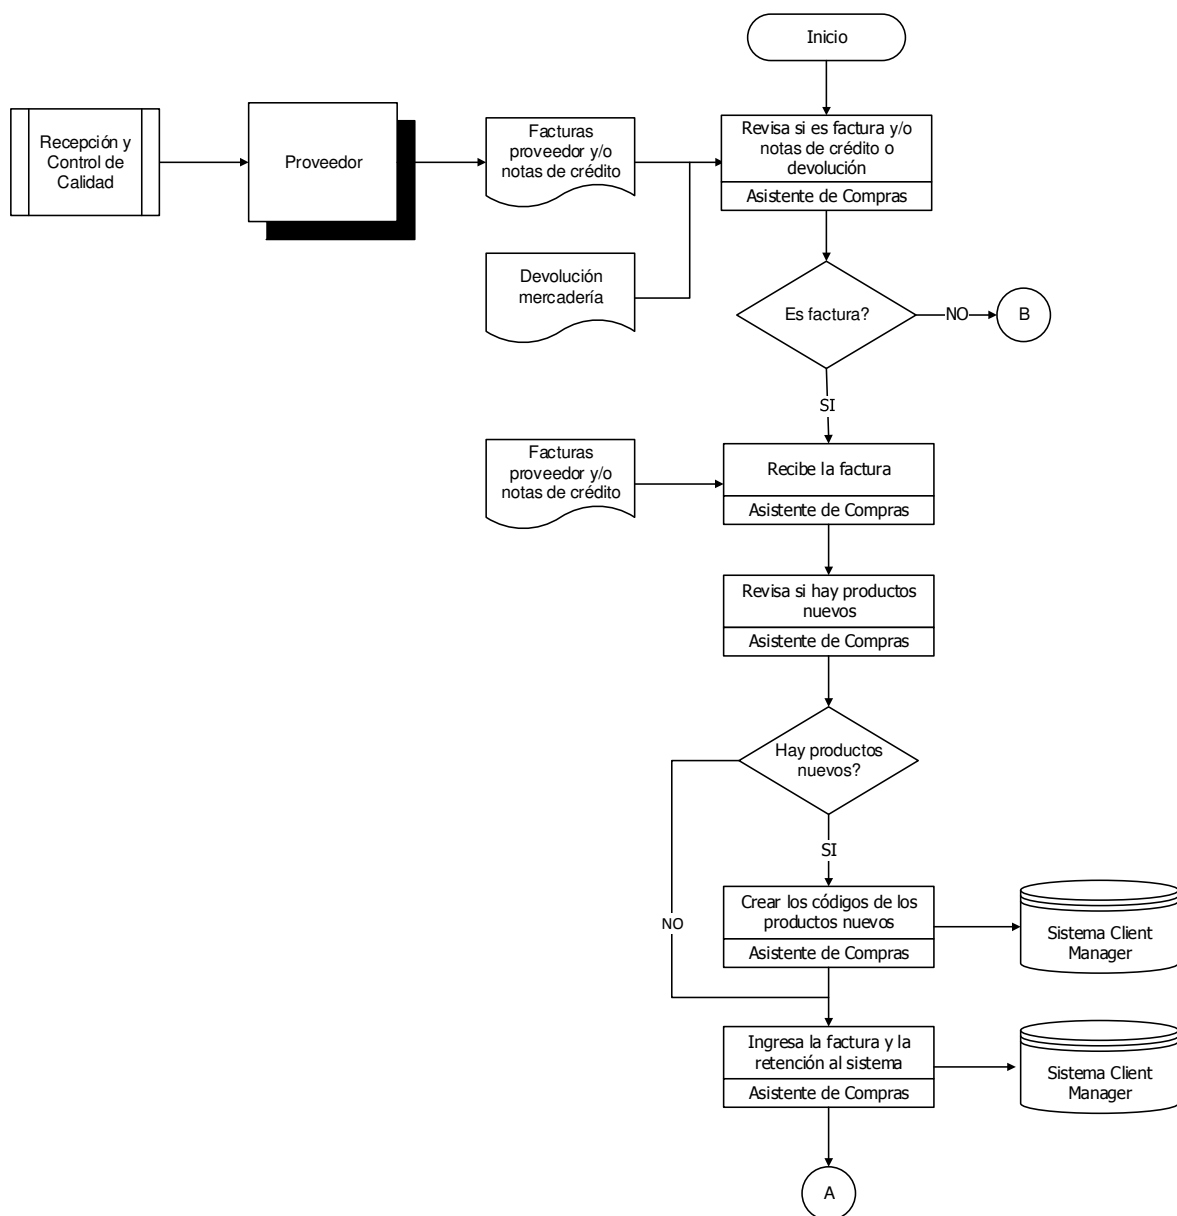 Inicio
Recepción y
Control de
Calidad
Proveedor
Facturas
proveedor y/o
notas de crédito
Revisa si es factura y/o
notas de crédito o
devolución
Asistente de Compras
Devolución
mercadería
Es factura?
NO
B
SI
Facturas
proveedor y/o
notas de crédito
Recibe la factura
Asistente de Compras
Revisa si hay productos
nuevos
Asistente de Compras
Hay productos
nuevos?
SI
NO
Crear los códigos de los
productos nuevos
Asistente de Compras
Sistema Client
Manager
Ingresa la factura y la
retención al sistema
Asistente de Compras
Sistema Client
Manager
A